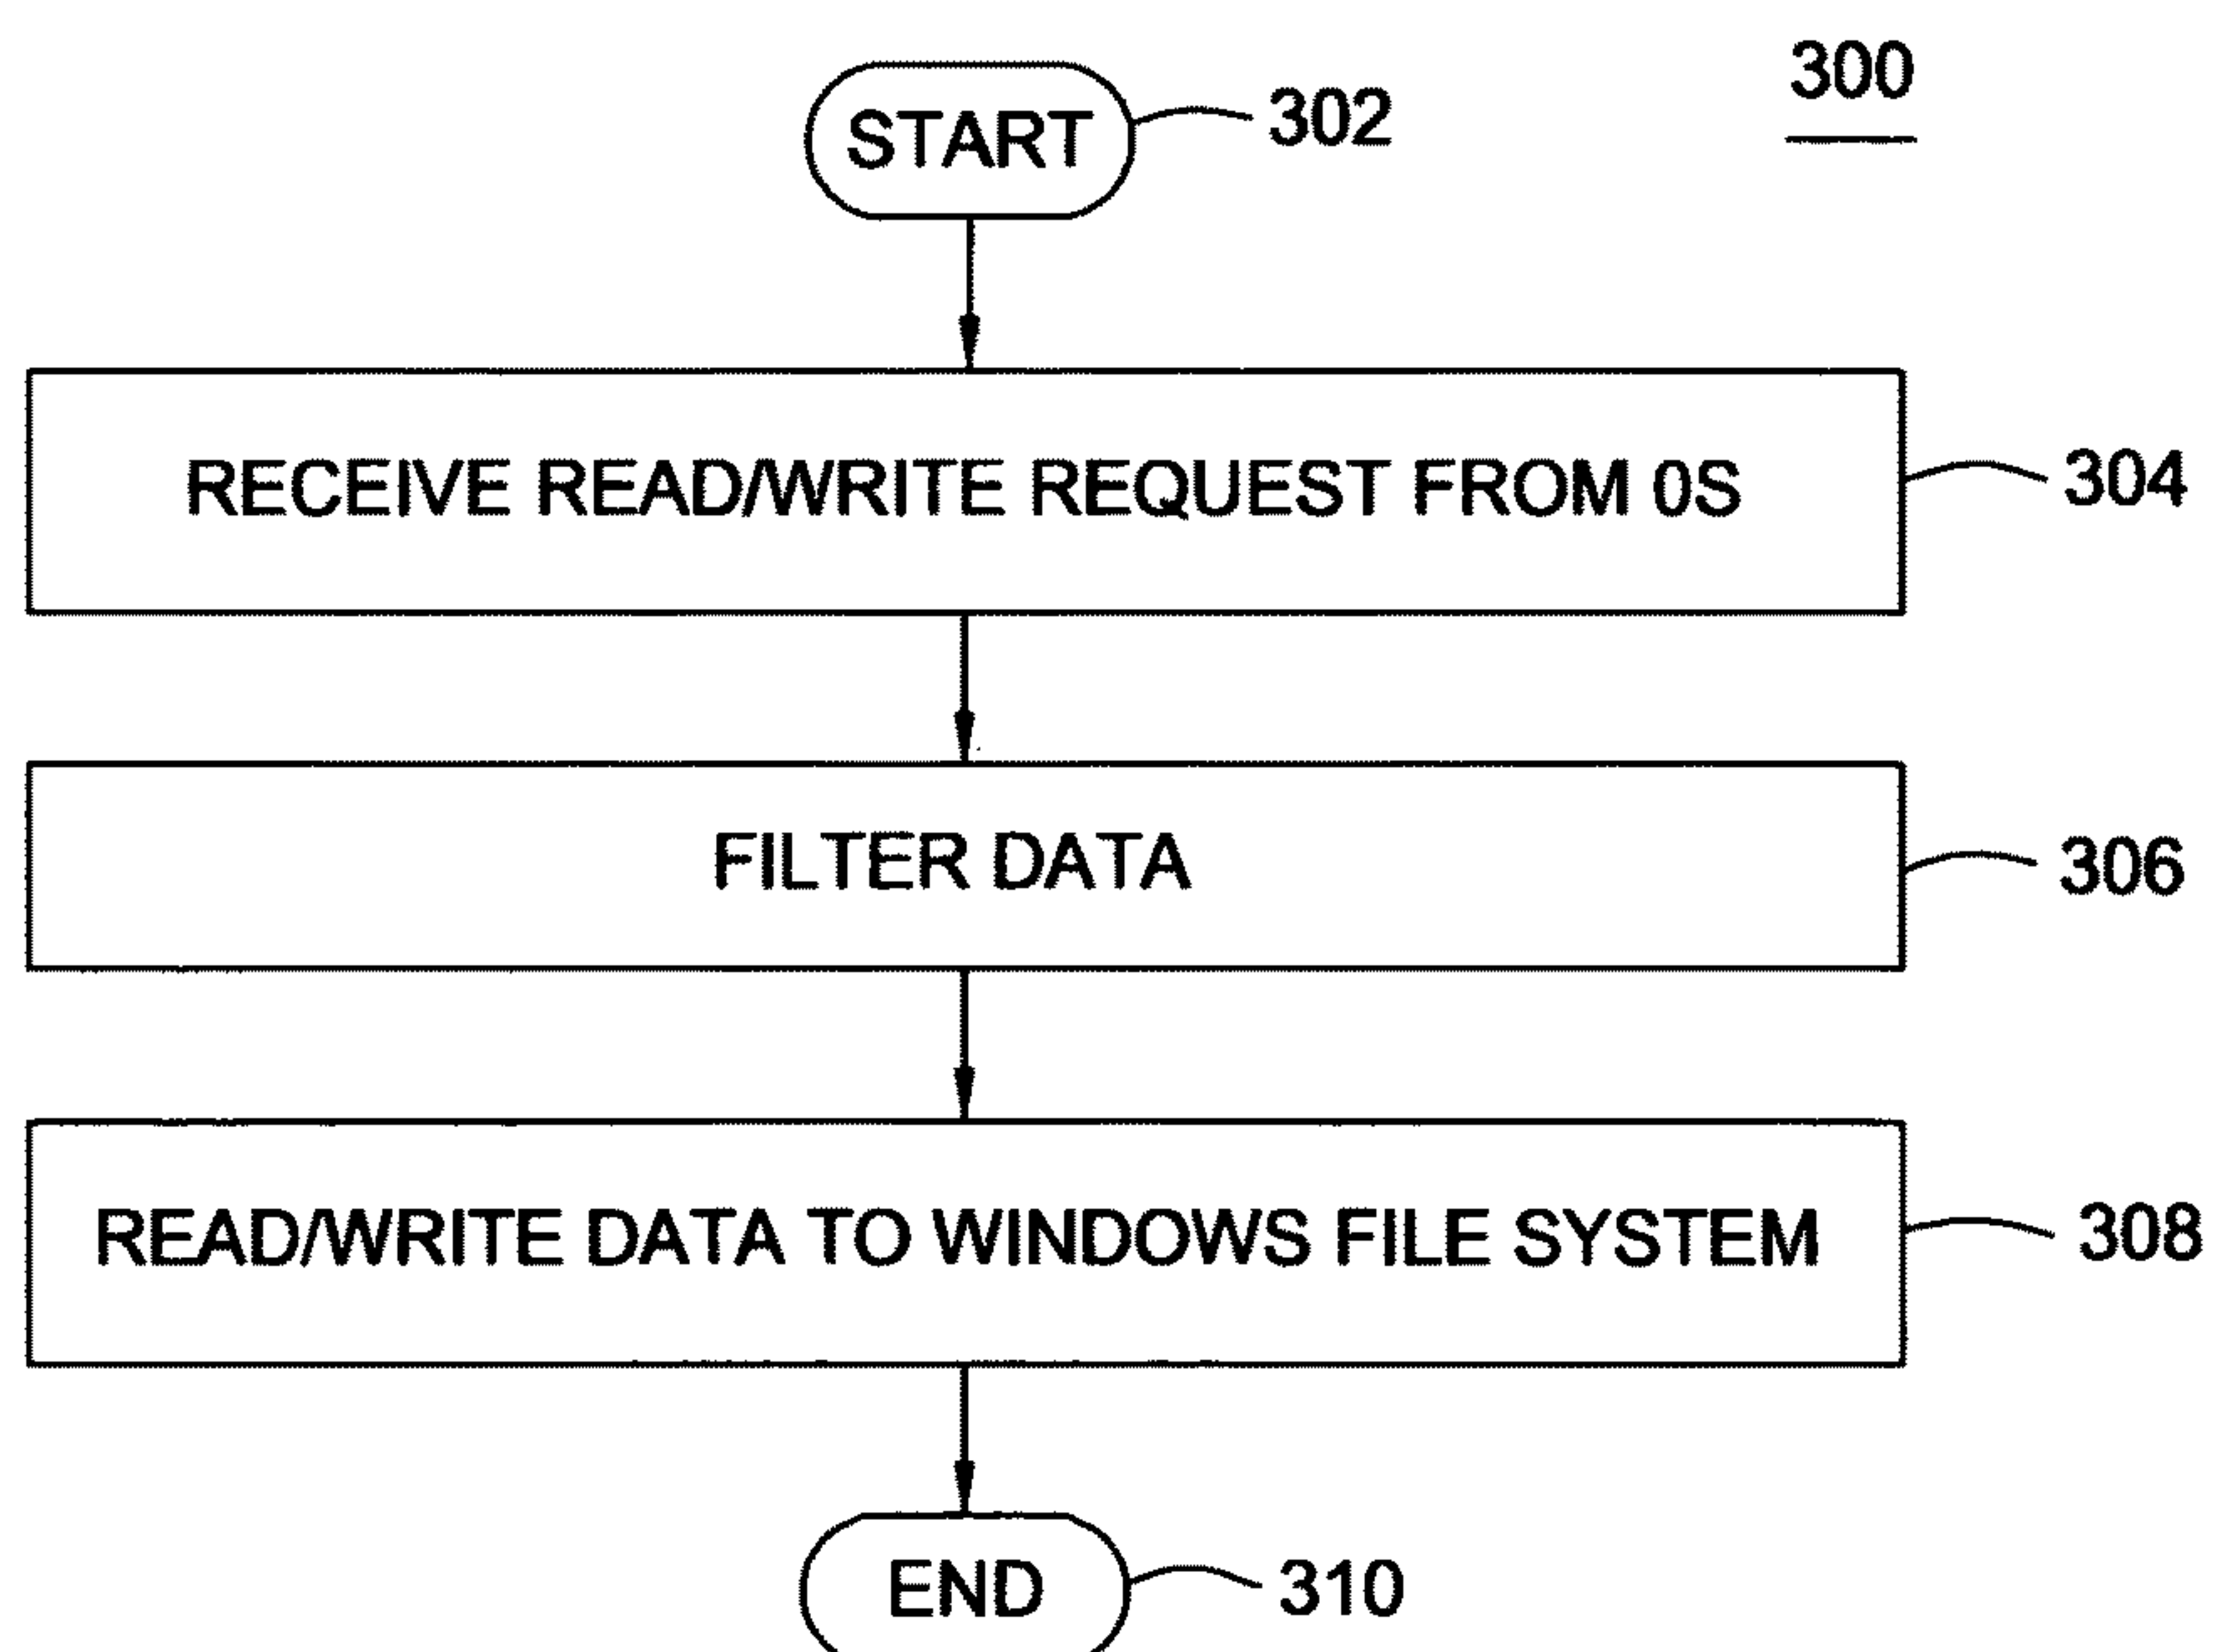 300
START
302
RECEIVE READ/WRITE REQUEST FROM 0S
304
FILTER DATA
306
READ/WRITE DATA TO WINDOWS FILE SYSTEM
308
END
310